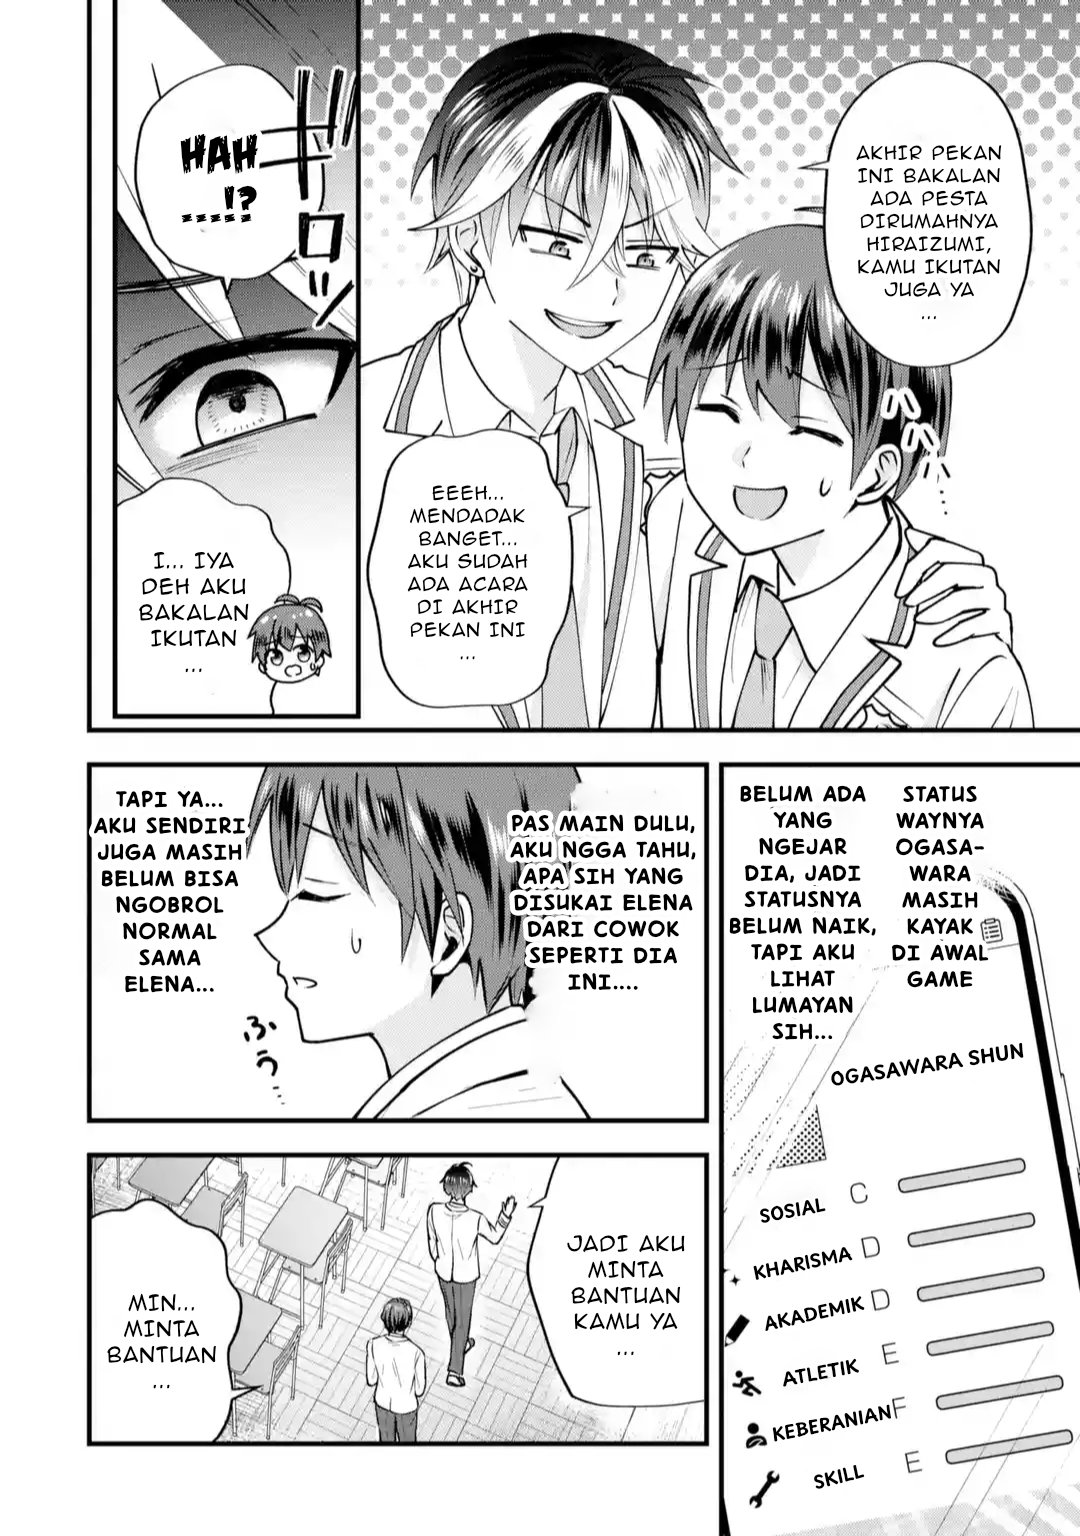 AKHIR PEKAN
INI BAKALAN
ADA PESTA
DIRUMAHNYA
HIRAIZUMI,
KAMU IKUTAN
JUGA YA
...
EEEH...
MENDADAK
BANGET...
AKU SUDAH
ADA ACARA
DI AKHIR
PEKAN INI
...
HAH
.....!?
ギロッ
I... IYA
DEH AKU
BAKALAN
IKUTAN
...
STATUS
WAYNYA
OGASA-
WARA
MASIH
KAYAK
DI AWAL
GAME
BELUM ADA
YANG
NGEJAR
DIA, JADI
STATUSNYA
BELUM NAIK,
TAPI AKU
LIHAT
LUMAYAN
SIH...
OGASAWARA SHUN
SOSIAL C
KHARISMA D
AKADEMIK D
ATLETIK E
KEBERANIAN F
SKILL E
PAS MAIN DULU,
AKU NGGA TAHU,
APA SIH YANG
DISUKAI ELENA
DARI COWOK
SEPERTI DIA
INI....
TAPI YA...
AKU SENDIRI
JUGA MASIH
BELUM BISA
NGOBROL
NORMAL
SAMA
ELENA...
ふぅ…
JADI AKU
MINTA
BANTUAN
KAMU YA
...
MIN...
MINTA
BANTUAN
...